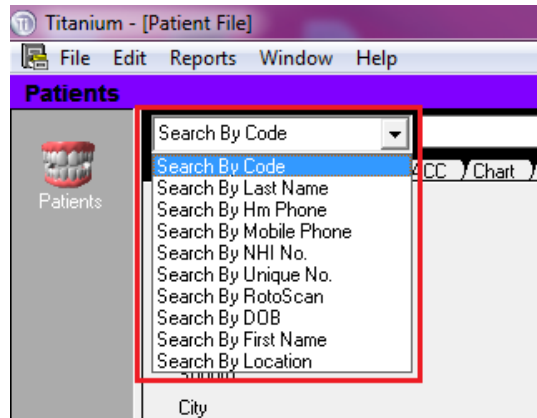 Titanium - [Patient File]
File Edit Reports Window Help
Patients
Search By Code
ACC Chart
Patients
Search By Code
Search By Last Name
Search By Hm Phone
Search By Mobile Phone
Search By NHI No.
Search By Unique No.
Search By RotoScan
Search By DOB
Search By First Name
Search By Location
City